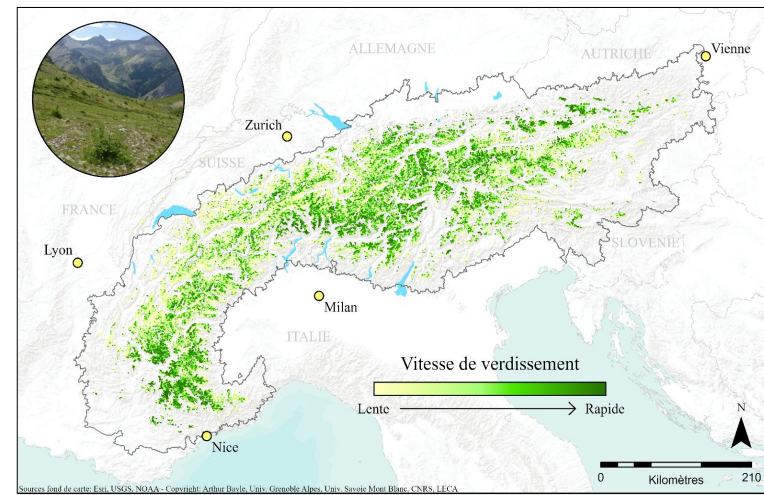 ALLEMAGNE
AUTRICHE
Vienne
Zurich
SUISSE
FRANCE
Lyon
SLOVENIE
Milan
ITALIE
Vitesse de verdissement
Lente
Rapide
Nice
N
0
Kilomètres
210
Sources fond de carte: Esri, USGS, NOAA - Copyright: Arthur Bayle, Univ. Grenoble Alpes, Univ. Savoie Mont Blanc, CNRS, LECA